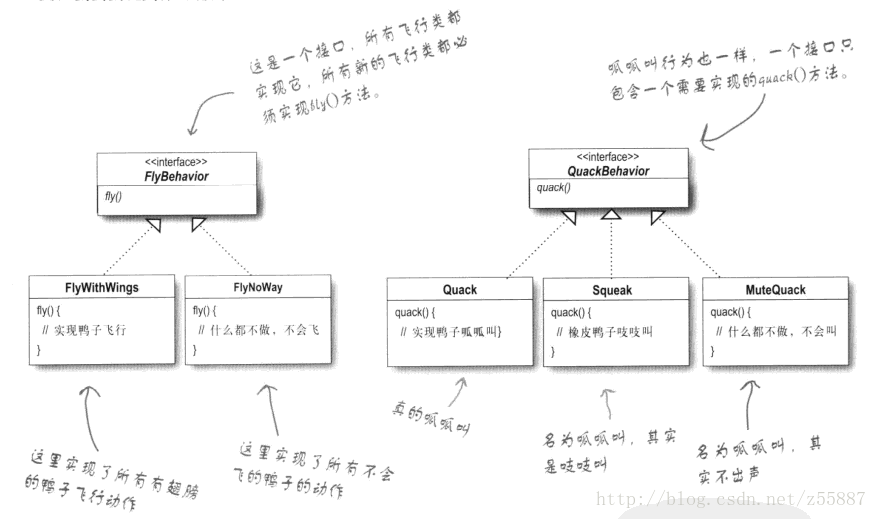 这是一个接口，所有飞行类都
实现它，所有新的飞行类都必
须实现fly()方法。
呱呱叫行为也一样，一个接口只
包含一个需要实现的quack()方法。
<<interface>>
FlyBehavior
fly()
<<interface>>
QuackBehavior
quack()
FlyWithWings
fly() {
// 实现鸭子飞行
}
FlyNoWay
fly() {
// 什么都不做，不会飞
}
Quack
quack() {
// 实现鸭子呱呱叫}
Squeak
quack() {
// 橡皮鸭子吱吱叫
}
MuteQuack
quack() {
// 什么都不做，不会叫
}
这里实现了所有有翅膀
的鸭子飞行动作
这里实现了所有不会
飞的鸭子的动作
真的呱呱叫
名为呱呱叫，其实
是吱吱叫
名为呱呱叫，其
实不出声
http://blog.csdn.net/z55887